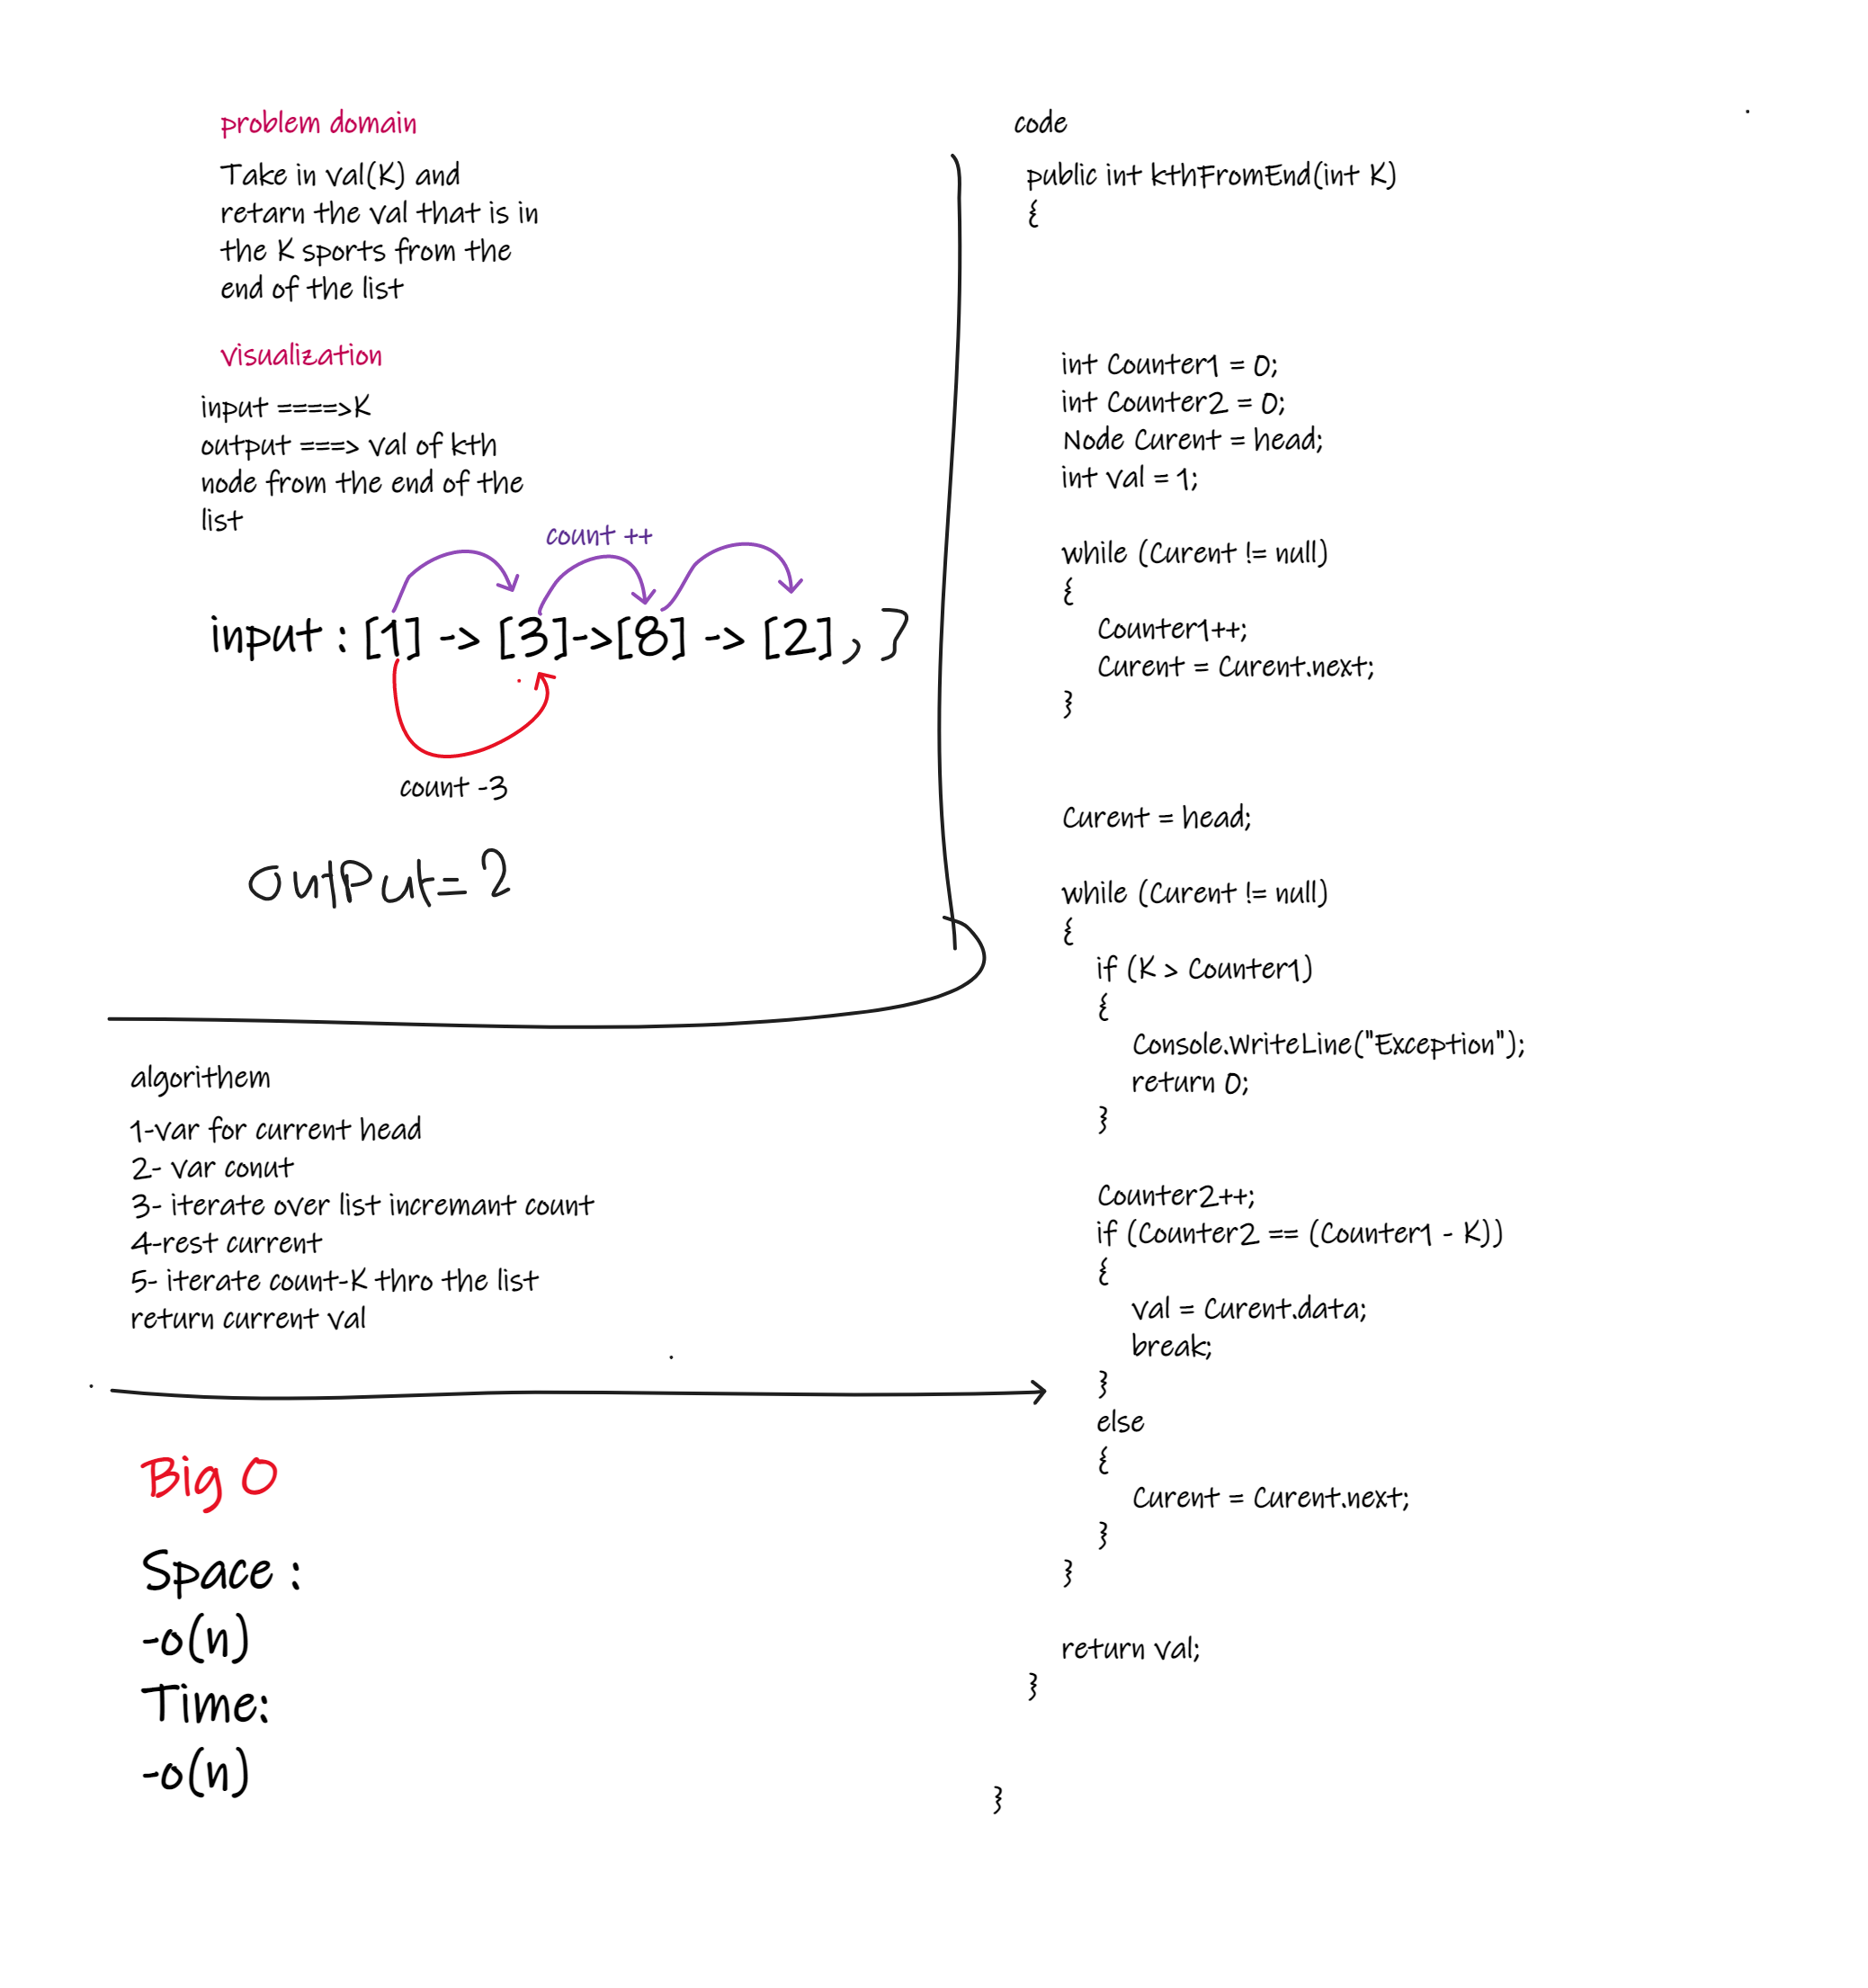 problem domain
Take in val(K) and
retarn the val that is in
the K sports from the
end of the list
visualization
input ====>K
output ===> val of kth
node from the end of the
list
count ++
input : [1] -> [3]->[8] -> [2] ,
count -3
output= 2
algorithem
1-var for current head
2- var conut
3- iterate over list incremant count
4-rest current
5- iterate count-K thro the list
return current val
Big O
Space :
-o(n)
Time:
-o(n)
code
public int kthFromEnd(int K)
{
int Counter1 = 0;
int Counter2 = 0;
Node Curent = head;
int val = 1;
while (Curent != null)
{
Counter1++;
Curent = Curent.next;
}
Curent = head;
while (Curent != null)
{
if (K > Counter1)
{
Console.WriteLine("Exception");
return 0;
}
Counter2++;
if (Counter2 == (Counter1 - K))
{
val = Curent.data;
break;
}
else
{
Curent = Curent.next;
}
}
return val;
}
}